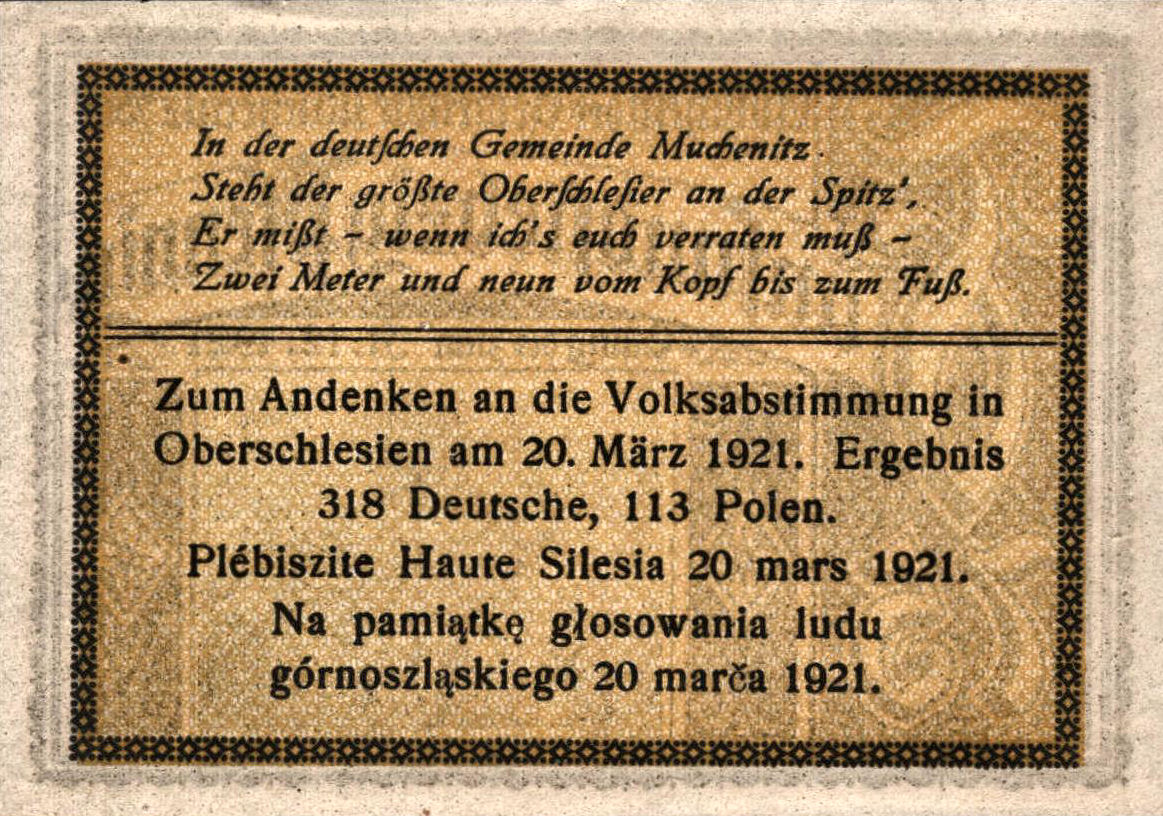 In der deutſchen Gemeinde Muchenitz
Steht der größte Oberſchleſier an der Spitz',
Er mißt – wenn ich's euch verraten muß –
Zwei Meter und neun vom Kopf bis zum Fuß.
Zum Andenken an die Volksabstimmung in
Oberschlesien am 20. März 1921. Ergebnis
318 Deutsche, 113 Polen.
Plébiszite Haute Silesia 20 mars 1921.
Na pamiątkę głosowania ludu
górnoszląskiego 20 marča 1921.